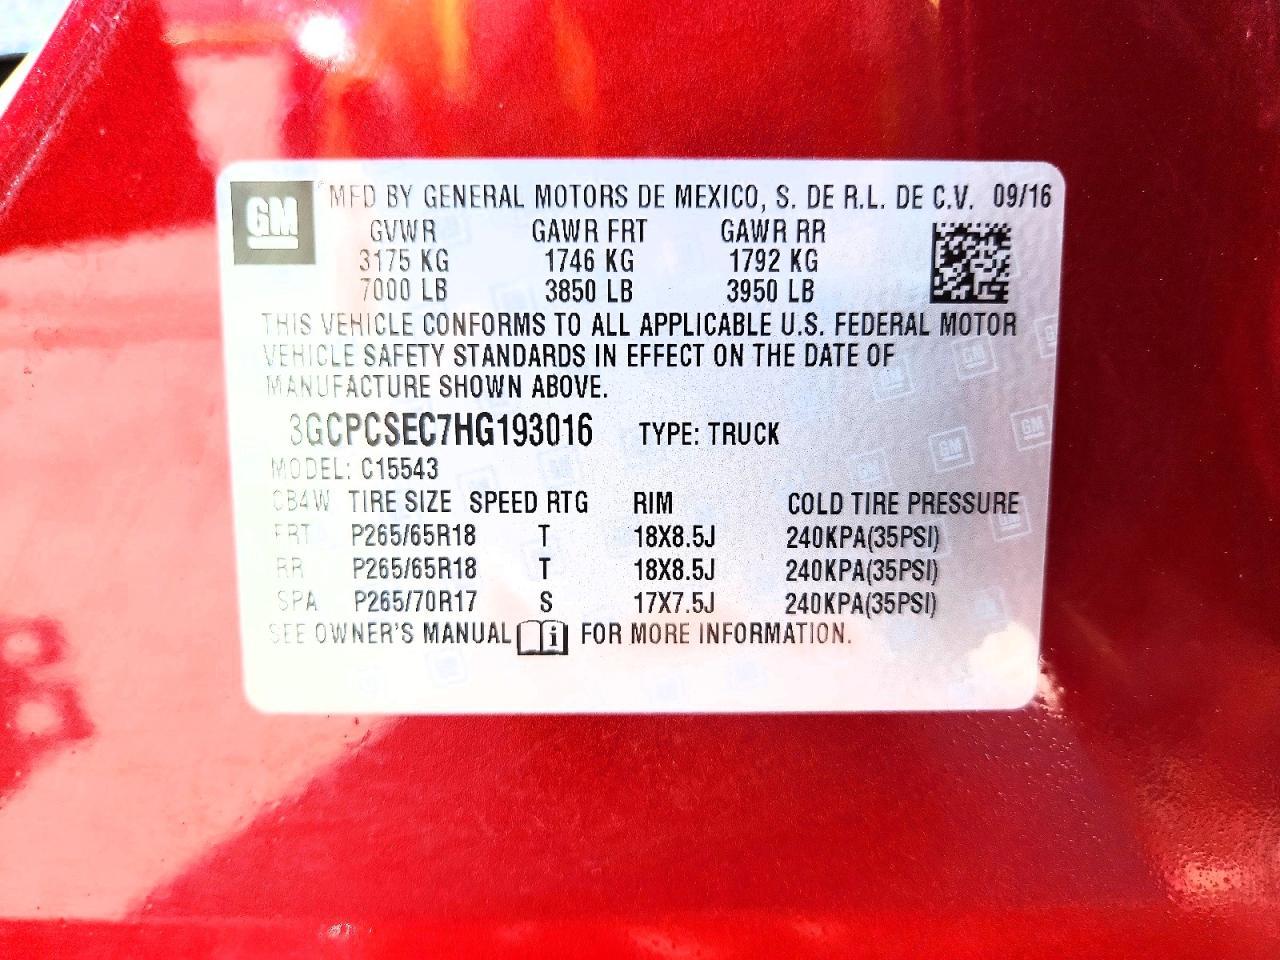 GM MFD BY GENERAL MOTORS DE MEXICO, S. DE R.L. DE C.V. 09/16
GVWR GAWR FRT GAWR RR
3175 KG 1746 KG 1792 KG
7000 LB 3850 LB 3950 LB
THIS VEHICLE CONFORMS TO ALL APPLICABLE U.S. FEDERAL MOTOR
VEHICLE SAFETY STANDARDS IN EFFECT ON THE DATE OF
MANUFACTURE SHOWN ABOVE.
3GCPCSEC7HG193016 TYPE: TRUCK
MODEL: C15543
CB4W TIRE SIZE SPEED RTG RIM COLD TIRE PRESSURE
FRT P265/65R18 T 18X8.5J 240KPA(35PSI)
RR P265/65R18 T 18X8.5J 240KPA(35PSI)
SPA P265/70R17 S 17X7.5J 240KPA(35PSI)
SEE OWNER'S MANUAL i FOR MORE INFORMATION.